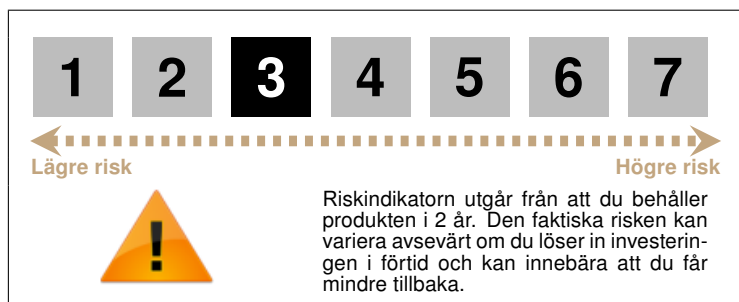 1 2 3 4 5 6 7
Lägre risk Högre risk
!
Riskindikatorn utgår från att du behåller
produkten i 2 år. Den faktiska risken kan
variera avsevärt om du löser in investerin-
gen i förtid och kan innebära att du får
mindre tillbaka.